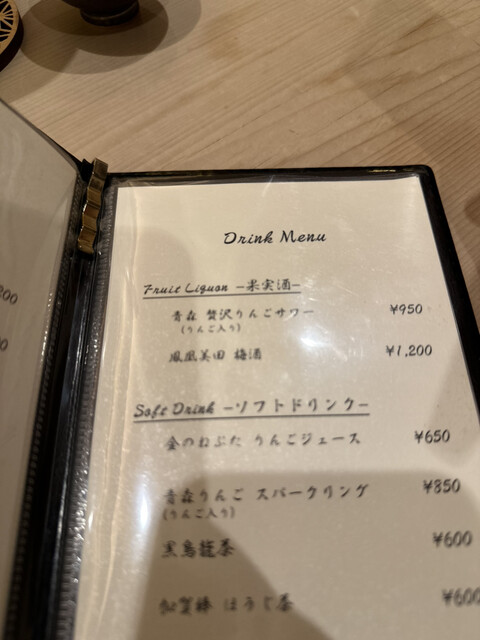 Drink Menu
Fruit Liquor -果実酒-
青森 贅沢りんごサワー ¥950
(りんご入り)
鳳凰美田 梅酒 ¥1,200
Soft Drink -ソフトドリンク-
金のねぶた りんごジュース ¥650
青森りんご スパークリング ¥850
(りんご入り)
黒烏龍茶 ¥600
加賀棒 ほうじ茶 ¥600
200